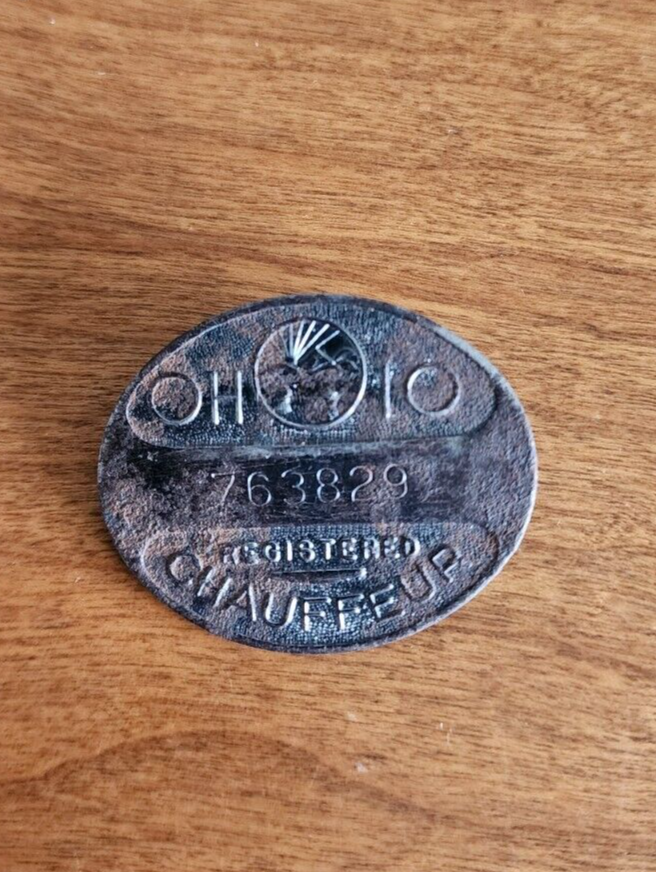 OHIO
763829
REGISTERED
CHAUFFEUR